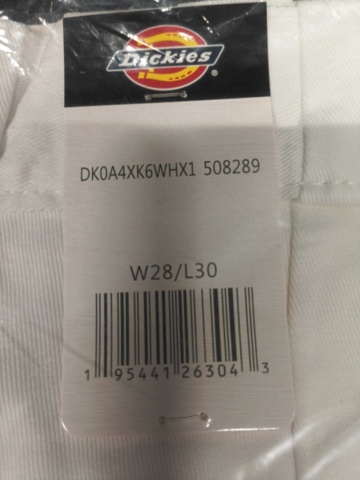 Dickies
DK0A4XK6WHX1 508289
W28/L30
1 95441 26304 3